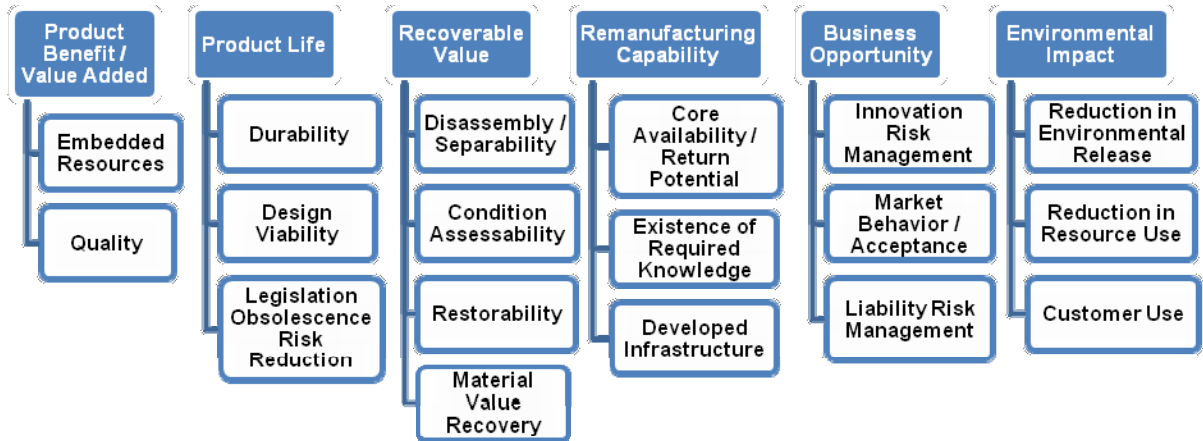 Product
Benefit /
Value Added
Embedded
Resources
Quality
Product Life
Durability
Design
Viability
Legislation
Obsolescence
Risk
Reduction
Recoverable
Value
Disassembly /
Separability
Condition
Assessability
Restorability
Material
Value
Recovery
Remanufacturing
Capability
Core
Availability /
Return
Potential
Existence of
Required
Knowledge
Developed
Infrastructure
Business
Opportunity
Innovation
Risk
Management
Market
Behavior /
Acceptance
Liability Risk
Management
Environmental
Impact
Reduction in
Environmental
Release
Reduction in
Resource Use
Customer Use